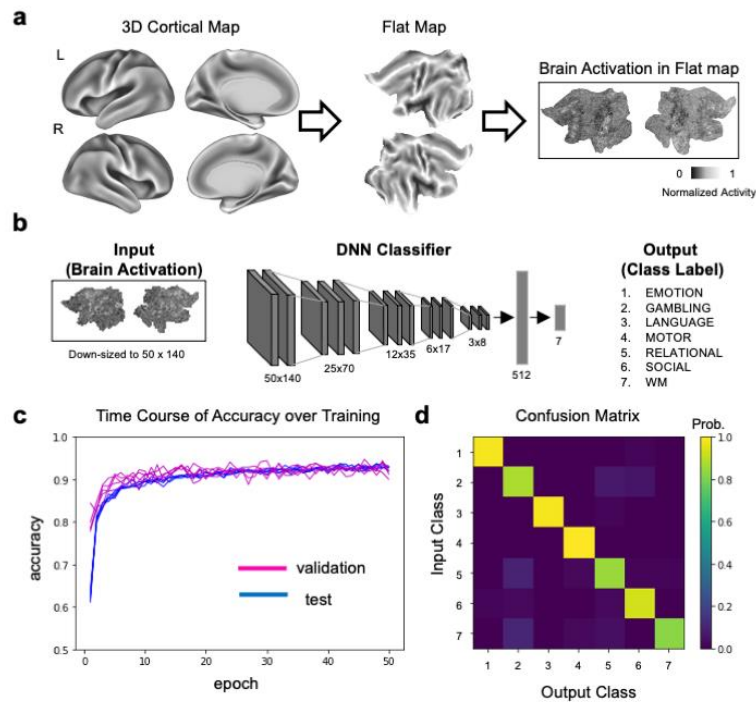 a
3D Cortical Map
Flat Map
L
R
Brain Activation in Flat map
0 1
Normalized Activity
b
Input
(Brain Activation)
DNN Classifier
Output
(Class Label)
Down-sized to 50 x 140
50x140
25x70
12x35
6x17
3x8
512
7
1. EMOTION
2. GAMBLING
3. LANGUAGE
4. MOTOR
5. RELATIONAL
6. SOCIAL
7. WM
c
Time Course of Accuracy over Training
1.0
0.9
0.8
0.7
0.6
0.5
accuracy
validation
test
0 10 20 30 40 50
epoch
d
Confusion Matrix
Prob.
1.0
0.8
0.6
0.4
0.2
0.0
Input Class
1
2
3
4
5
6
7
1 2 3 4 5 6 7
Output Class